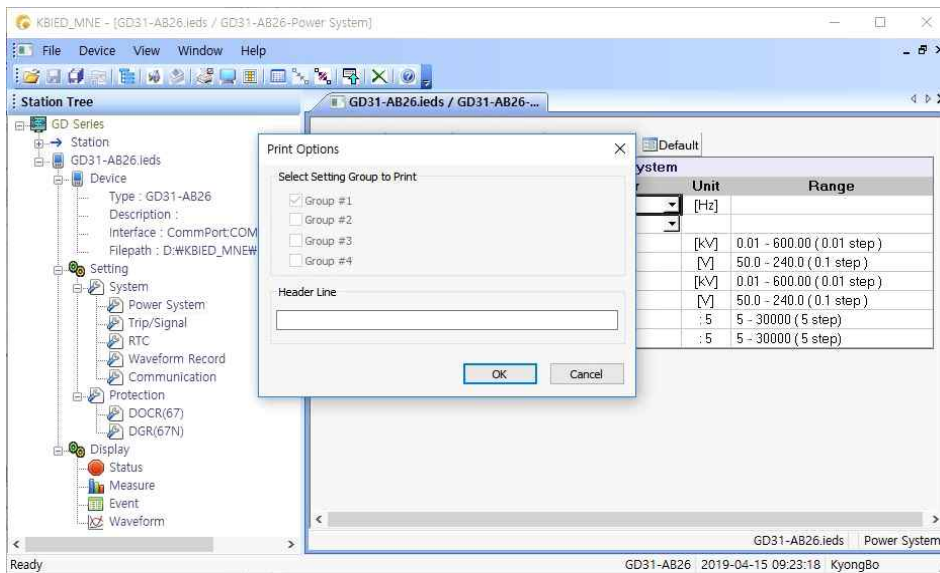 KBIED_MNE - [GD31-AB26.ieds / GD31-AB26-Power System]
File Device View Window Help
Station Tree
GD Series
Station
GD31-AB26.ieds
Device
Type : GD31-AB26
Description :
Interface : CommPort:COM
Filepath : D:₩KBIED_MNE₩
Setting
System
Power System
Trip/Signal
RTC
Waveform Record
Communication
Protection
DOCR(67)
DGR(67N)
Display
Status
Measure
Event
Waveform
GD31-AB26.ieds / GD31-AB26-...
Default
Unit Range
[Hz]
[kV] 0.01 - 600.00 ( 0.01 step )
[V] 50.0 - 240.0 ( 0.1 step )
[kV] 0.01 - 600.00 ( 0.01 step )
[V] 50.0 - 240.0 ( 0.1 step )
: 5 5 - 30000 ( 5 step)
: 5 5 - 30000 ( 5 step)
Print Options
Select Setting Group to Print
Group #1
Group #2
Group #3
Group #4
Header Line
OK Cancel
GD31-AB26.ieds Power System
Ready GD31-AB26 2019-04-15 09:23:18 KyongBo